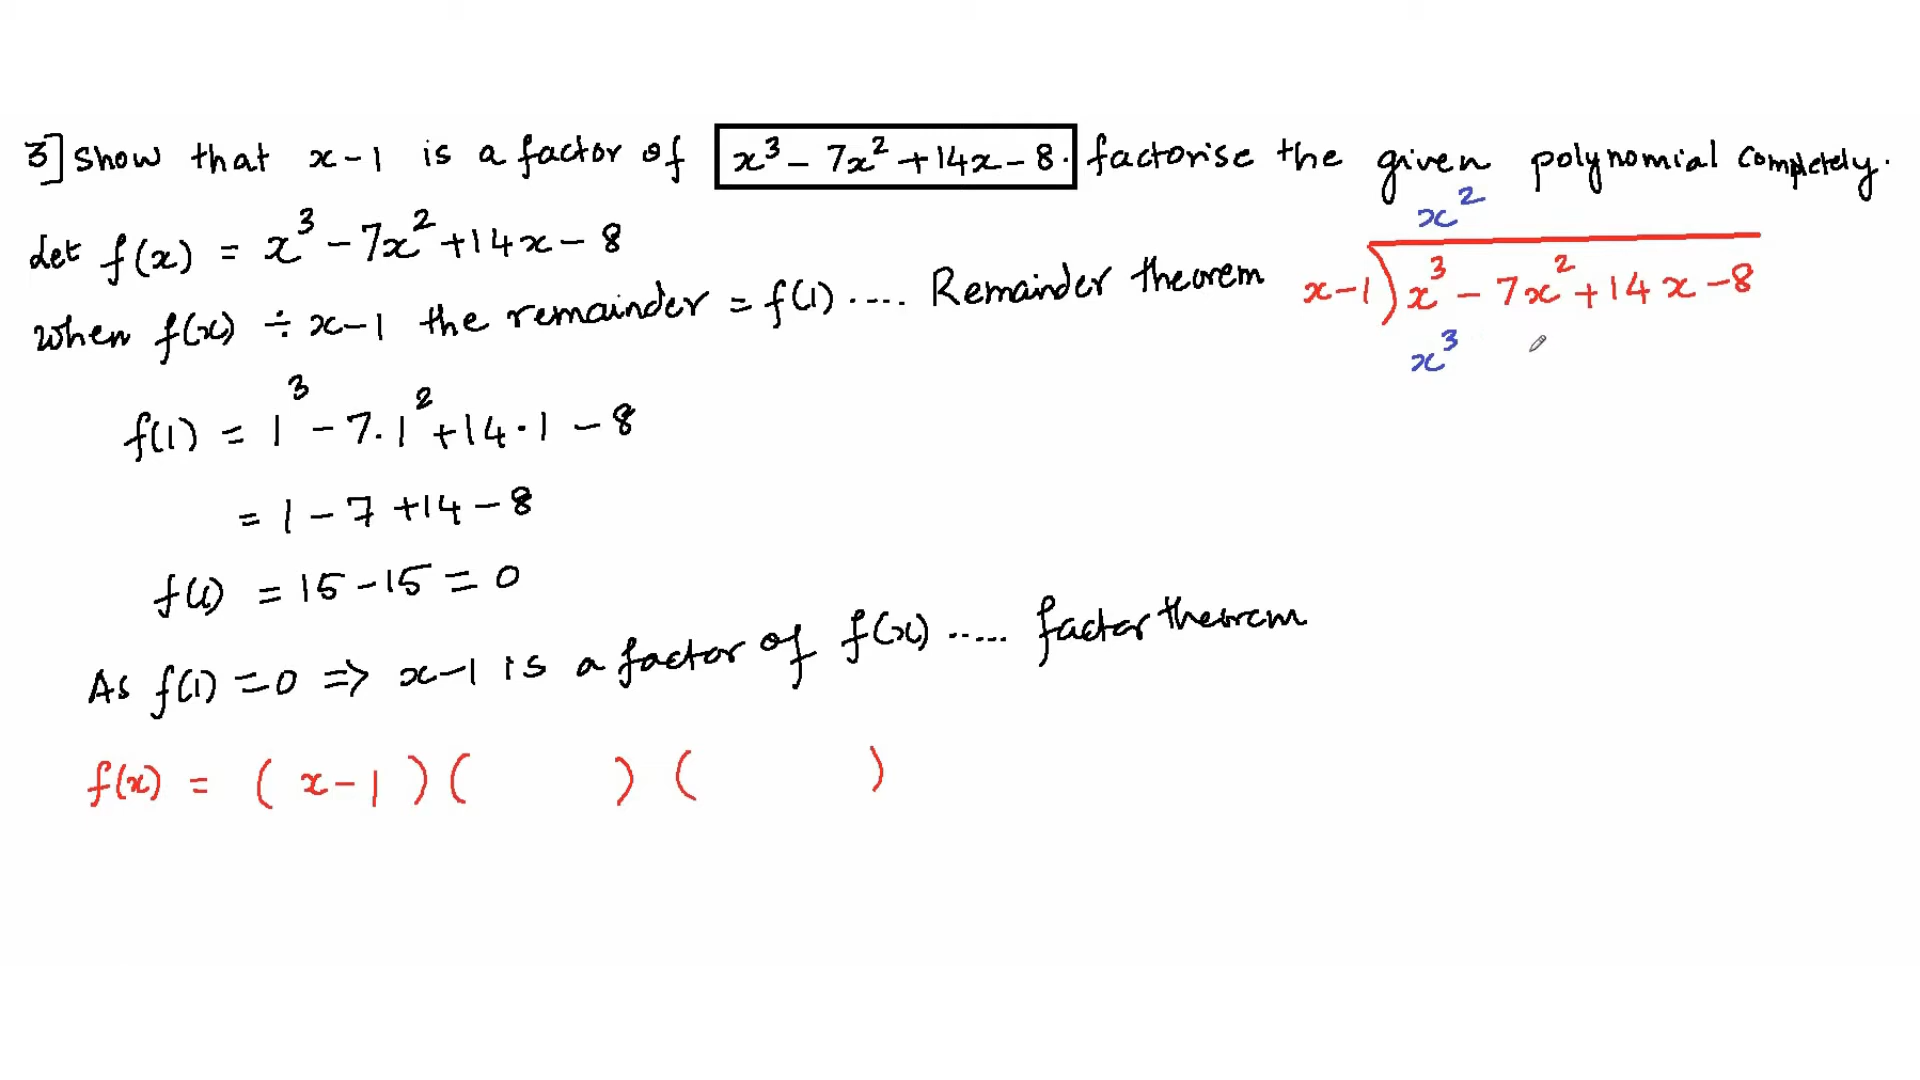 3] Show that x-1 is a factor of x³ - 7x² + 14x - 8. factorise the given polynomial completely.
Let f(x) = x³ - 7x² + 14x - 8
when f(x) ÷ x-1 the remainder = f(1) .... Remainder theorem
f(1) = 1³ - 7.1² + 14·1 - 8
= 1 - 7 + 14 - 8
f(1) = 15 - 15 = 0
As f(1) = 0 => x-1 is a factor of f(x) ..... factor theorem
f(x) = ( x-1 ) (       ) (       )
x²
x-1 ) x³ - 7x² + 14x - 8
x³